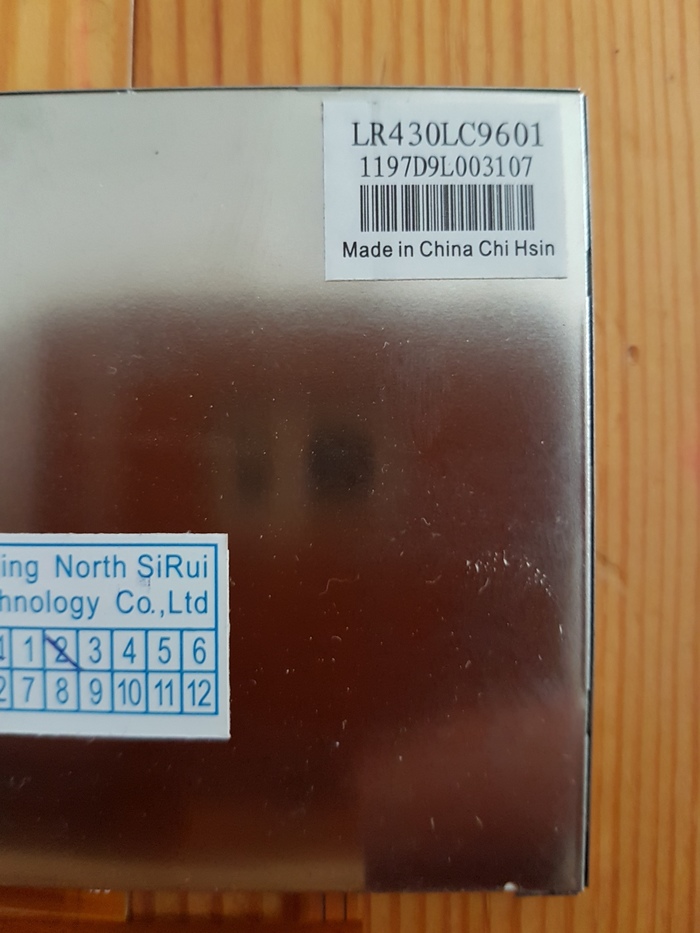 LR430LC9601
1197D9L003107
Made in China Chi Hsin
ing North SiRui
hnology Co.,Ltd
1 1 2 3 4 5 6
2 7 8 9 10 11 12